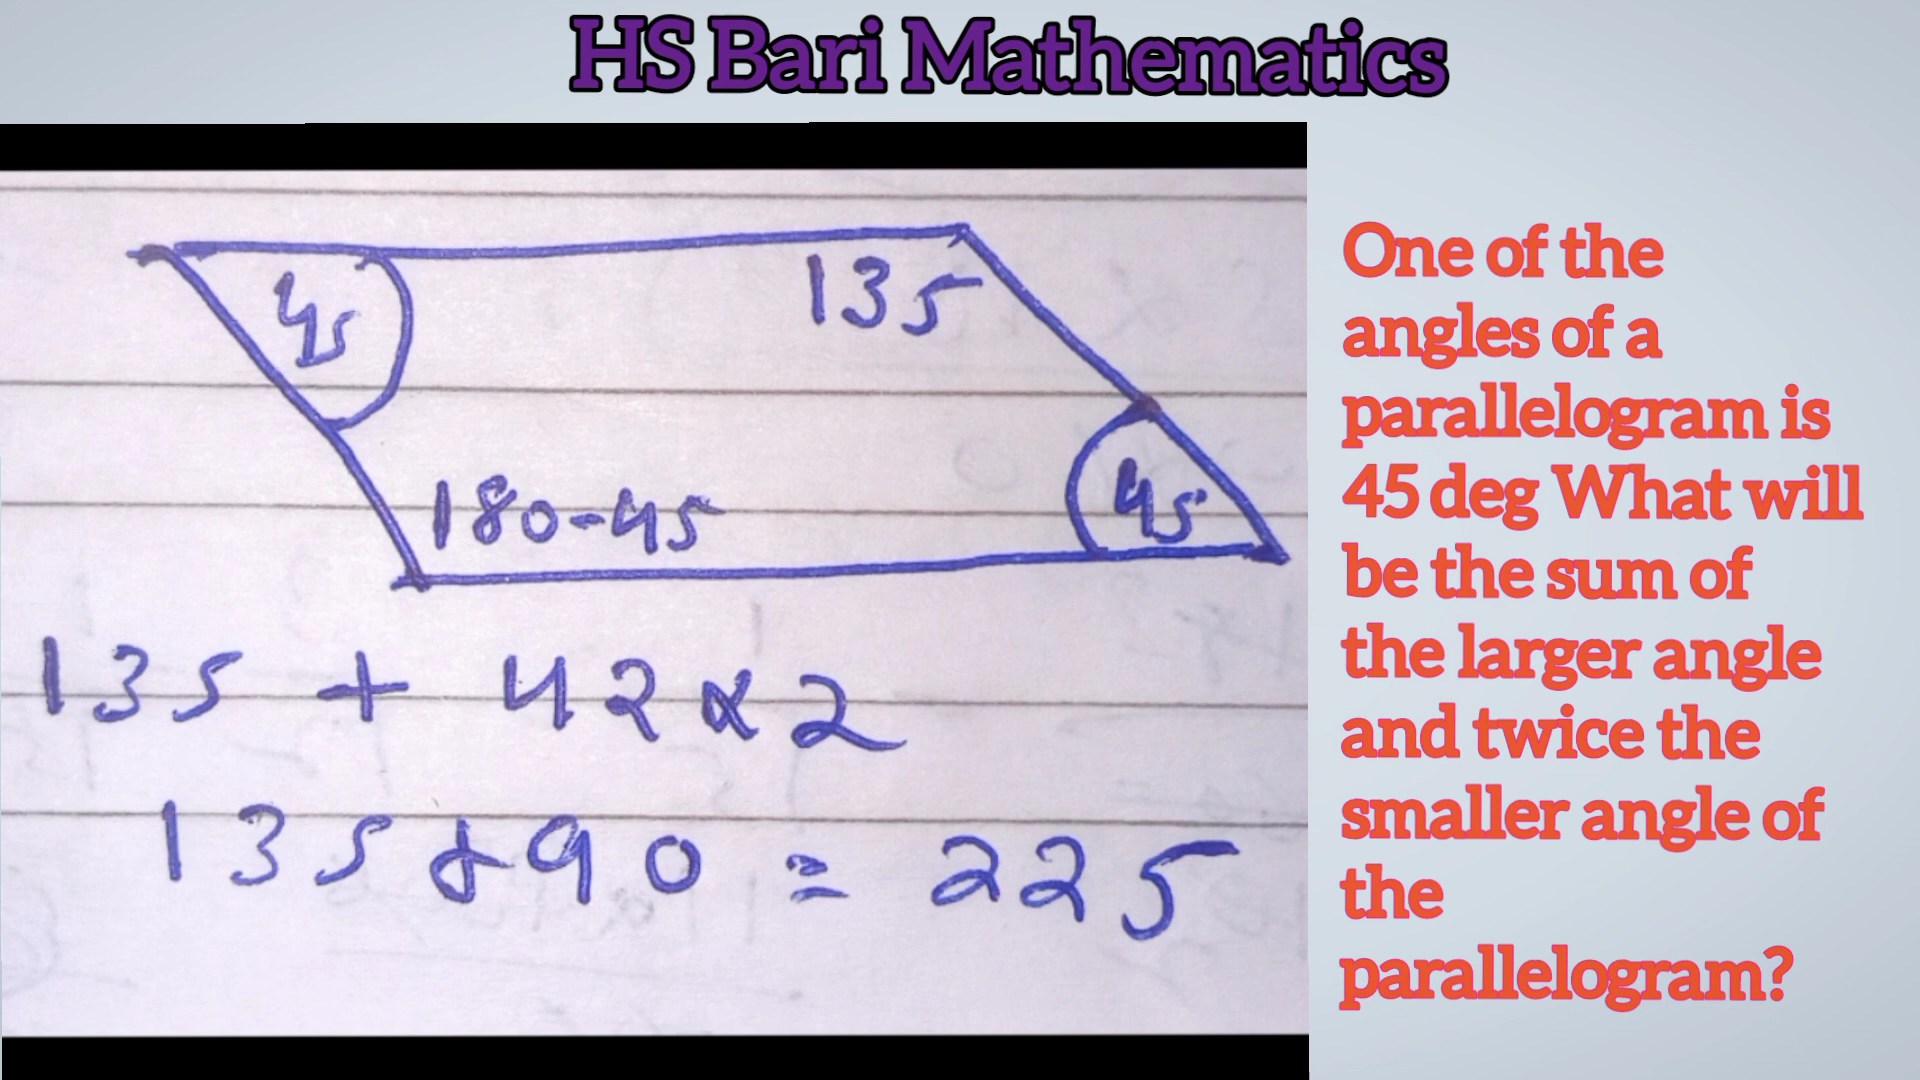 HS Bari Mathematics
45
135
180-45
45
135 + 42x2
135+90 = 225
One of the
angles of a
parallelogram is
45 deg What will
be the sum of
the larger angle
and twice the
smaller angle of
the
parallelogram?